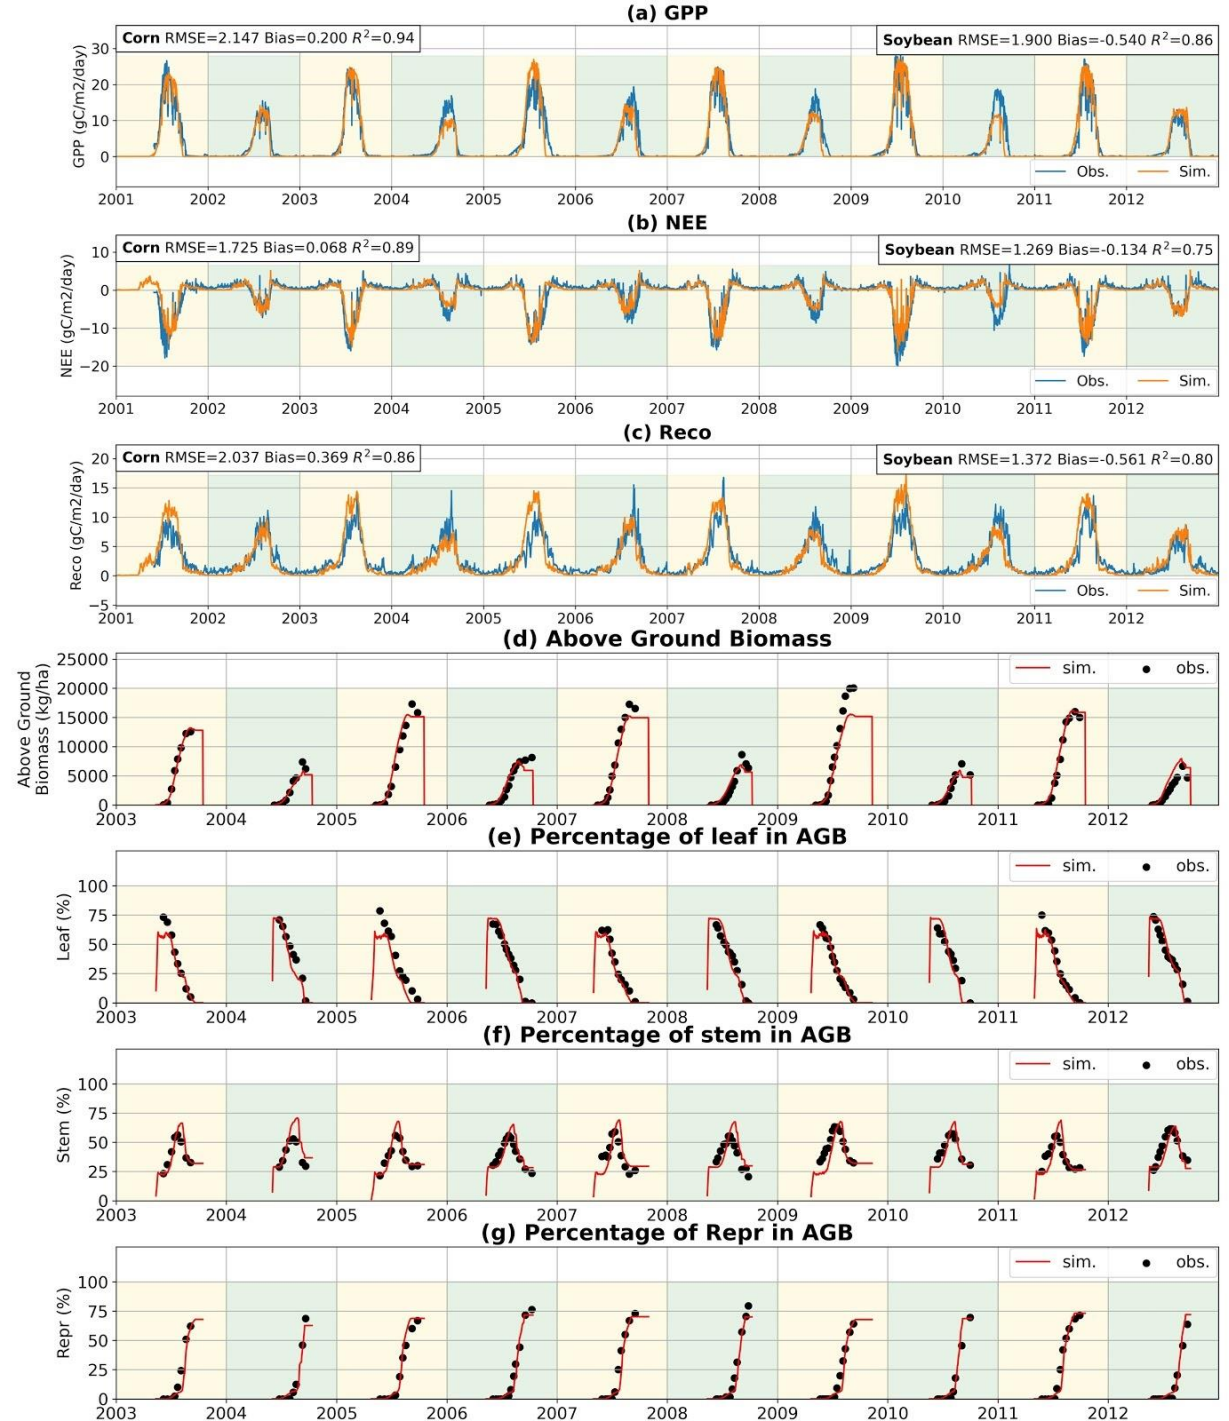 (a) GPP
Corn RMSE=2.147 Bias=0.200 R²=0.94
Soybean RMSE=1.900 Bias=-0.540 R²=0.86
GPP (gC/m2/day)
30
20
10
0
Obs. Sim.
2001 2002 2003 2004 2005 2006 2007 2008 2009 2010 2011 2012
(b) NEE
Corn RMSE=1.725 Bias=0.068 R²=0.89
Soybean RMSE=1.269 Bias=-0.134 R²=0.75
NEE (gC/m2/day)
10
0
−10
−20
Obs. Sim.
2001 2002 2003 2004 2005 2006 2007 2008 2009 2010 2011 2012
(c) Reco
Corn RMSE=2.037 Bias=0.369 R²=0.86
Soybean RMSE=1.372 Bias=-0.561 R²=0.80
Reco (gC/m2/day)
20
15
10
5
0
−5
Obs. Sim.
2001 2002 2003 2004 2005 2006 2007 2008 2009 2010 2011 2012
(d) Above Ground Biomass
Above Ground
Biomass (kg/ha)
25000
20000
15000
10000
5000
0
sim. obs.
2003 2004 2005 2006 2007 2008 2009 2010 2011 2012
(e) Percentage of leaf in AGB
Leaf (%)
100
75
50
25
0
sim. obs.
2003 2004 2005 2006 2007 2008 2009 2010 2011 2012
(f) Percentage of stem in AGB
Stem (%)
100
75
50
25
0
sim. obs.
2003 2004 2005 2006 2007 2008 2009 2010 2011 2012
(g) Percentage of Repr in AGB
Repr (%)
100
75
50
25
0
sim. obs.
2003 2004 2005 2006 2007 2008 2009 2010 2011 2012